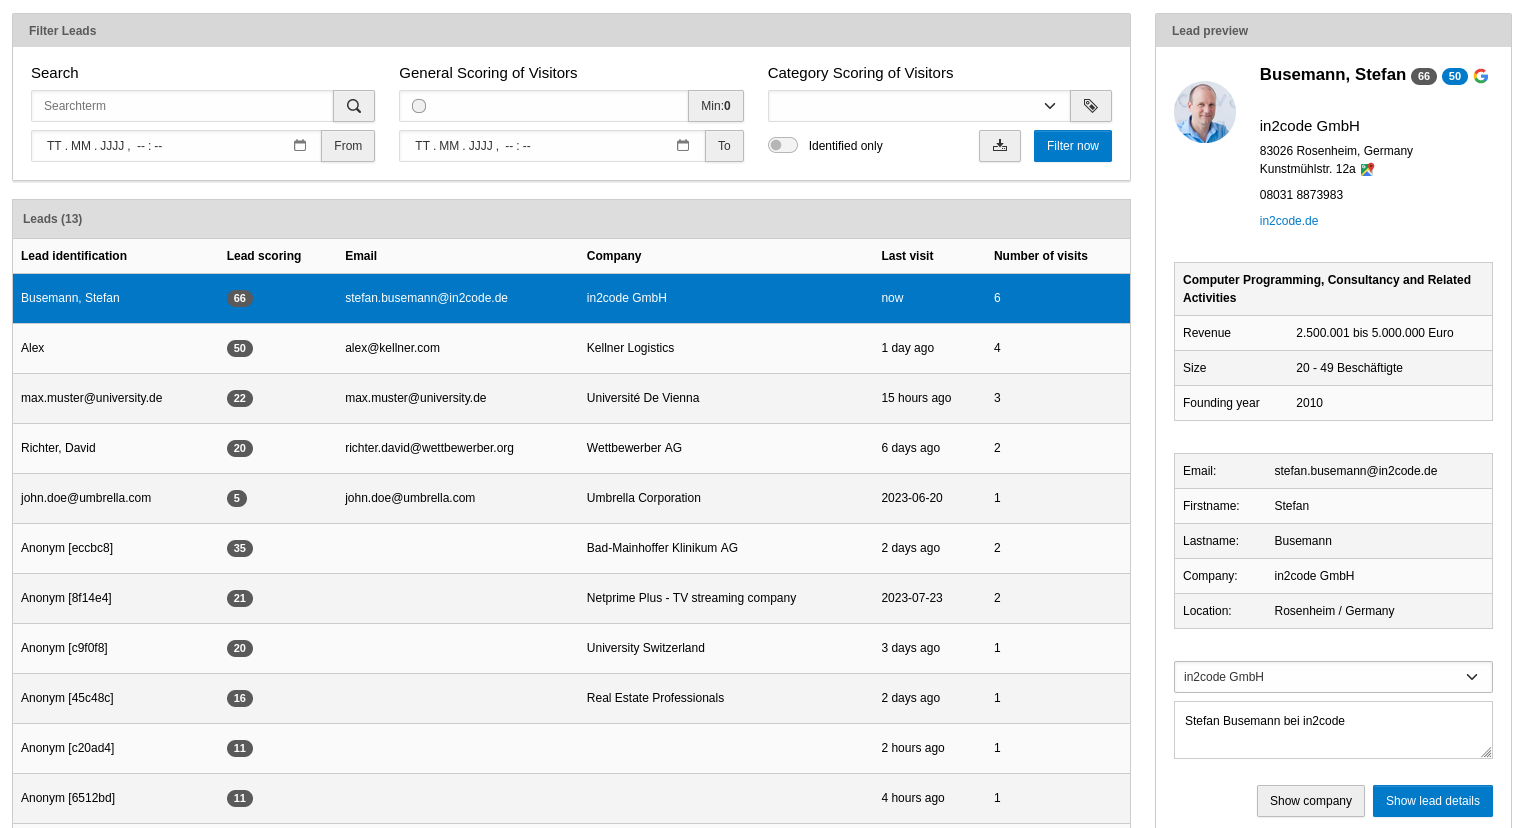 Filter Leads
Search
General Scoring of Visitors
Category Scoring of Visitors
Searchterm
Min:0
TT . MM . JJJJ , -- : -- From
TT . MM . JJJJ , -- : -- To
Identified only
Filter now
Leads (13)
Lead identification Lead scoring Email Company Last visit Number of visits
Busemann, Stefan 66 stefan.busemann@in2code.de in2code GmbH now 6
Alex 50 alex@kellner.com Kellner Logistics 1 day ago 4
max.muster@university.de 22 max.muster@university.de Université De Vienna 15 hours ago 3
Richter, David 20 richter.david@wettbewerber.org Wettbewerber AG 6 days ago 2
john.doe@umbrella.com 5 john.doe@umbrella.com Umbrella Corporation 2023-06-20 1
Anonym [eccbc8] 35 Bad-Mainhoffer Klinikum AG 2 days ago 2
Anonym [8f14e4] 21 Netprime Plus - TV streaming company 2023-07-23 2
Anonym [c9f0f8] 20 University Switzerland 3 days ago 1
Anonym [45c48c] 16 Real Estate Professionals 2 days ago 1
Anonym [c20ad4] 11 2 hours ago 1
Anonym [6512bd] 11 4 hours ago 1
Lead preview
Busemann, Stefan 66 50
in2code GmbH
83026 Rosenheim, Germany
Kunstmühlstr. 12a
08031 8873983
in2code.de
Computer Programming, Consultancy and Related
Activities
Revenue 2.500.001 bis 5.000.000 Euro
Size 20 - 49 Beschäftigte
Founding year 2010
Email: stefan.busemann@in2code.de
Firstname: Stefan
Lastname: Busemann
Company: in2code GmbH
Location: Rosenheim / Germany
in2code GmbH
Stefan Busemann bei in2code
Show company Show lead details